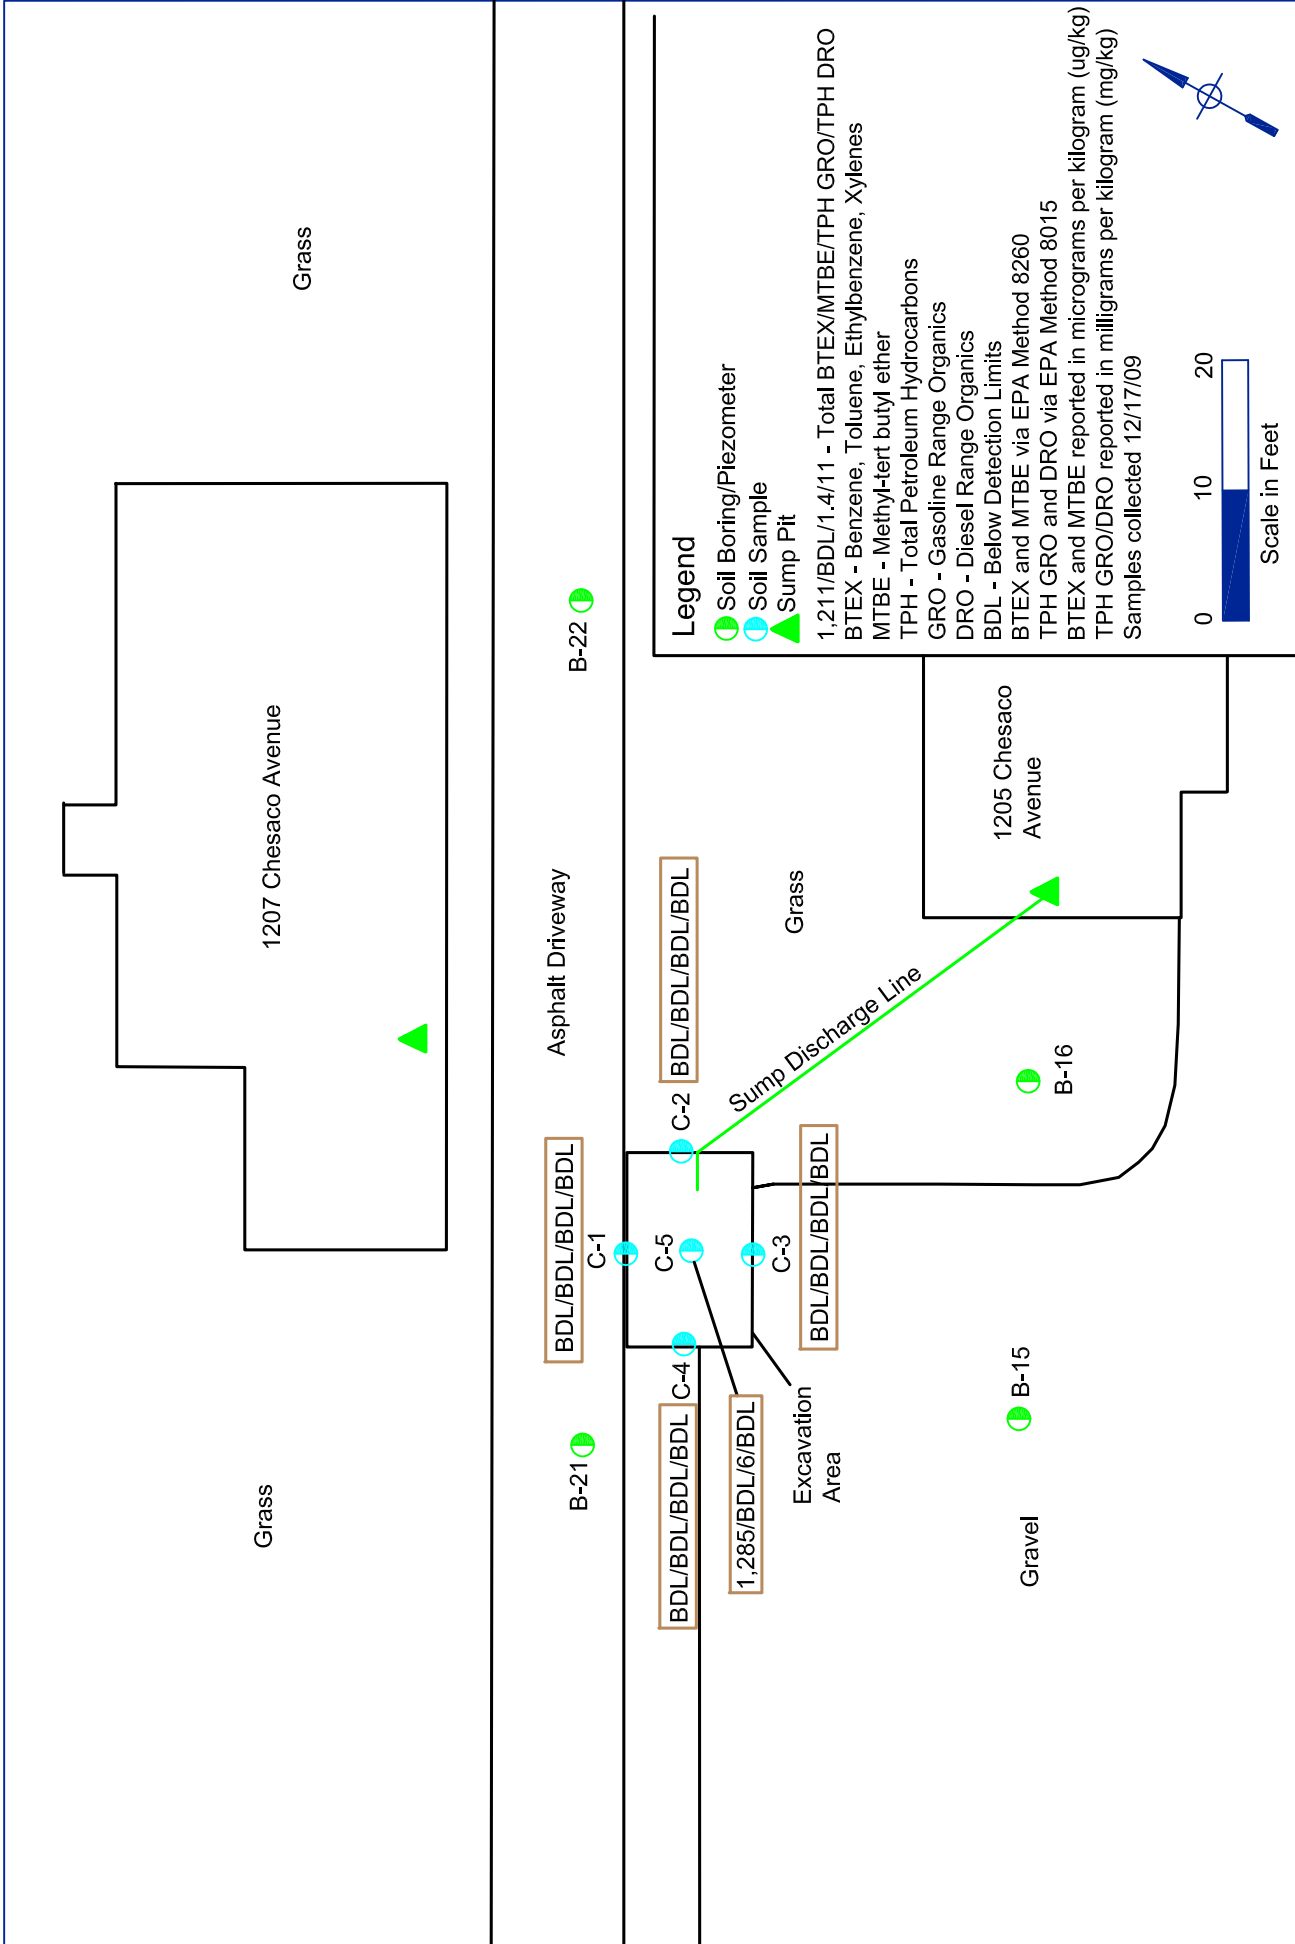 Grass
1207 Chesaco Avenue
Grass
B-21
Asphalt Driveway
B-22
BDL/BDL/BDL/BDL
C-1
C-5
BDL/BDL/BDL/BDL
C-4
C-2
BDL/BDL/BDL/BDL
1,285/BDL/6/BDL
C-3
BDL/BDL/BDL/BDL
Excavation
Area
Sump Discharge Line
Grass
Gravel
B-15
B-16
1205 Chesaco
Avenue
Legend
Soil Boring/Piezometer
Soil Sample
Sump Pit
1,211/BDL/1.4/11 - Total BTEX/MTBE/TPH GRO/TPH DRO
BTEX - Benzene, Toluene, Ethylbenzene, Xylenes
MTBE - Methyl-tert butyl ether
TPH - Total Petroleum Hydrocarbons
GRO - Gasoline Range Organics
DRO - Diesel Range Organics
BDL - Below Detection Limits
BTEX and MTBE via EPA Method 8260
TPH GRO and DRO via EPA Method 8015
BTEX and MTBE reported in micrograms per kilogram (ug/kg)
TPH GRO/DRO reported in milligrams per kilogram (mg/kg)
Samples collected 12/17/09
0 10 20
Scale in Feet